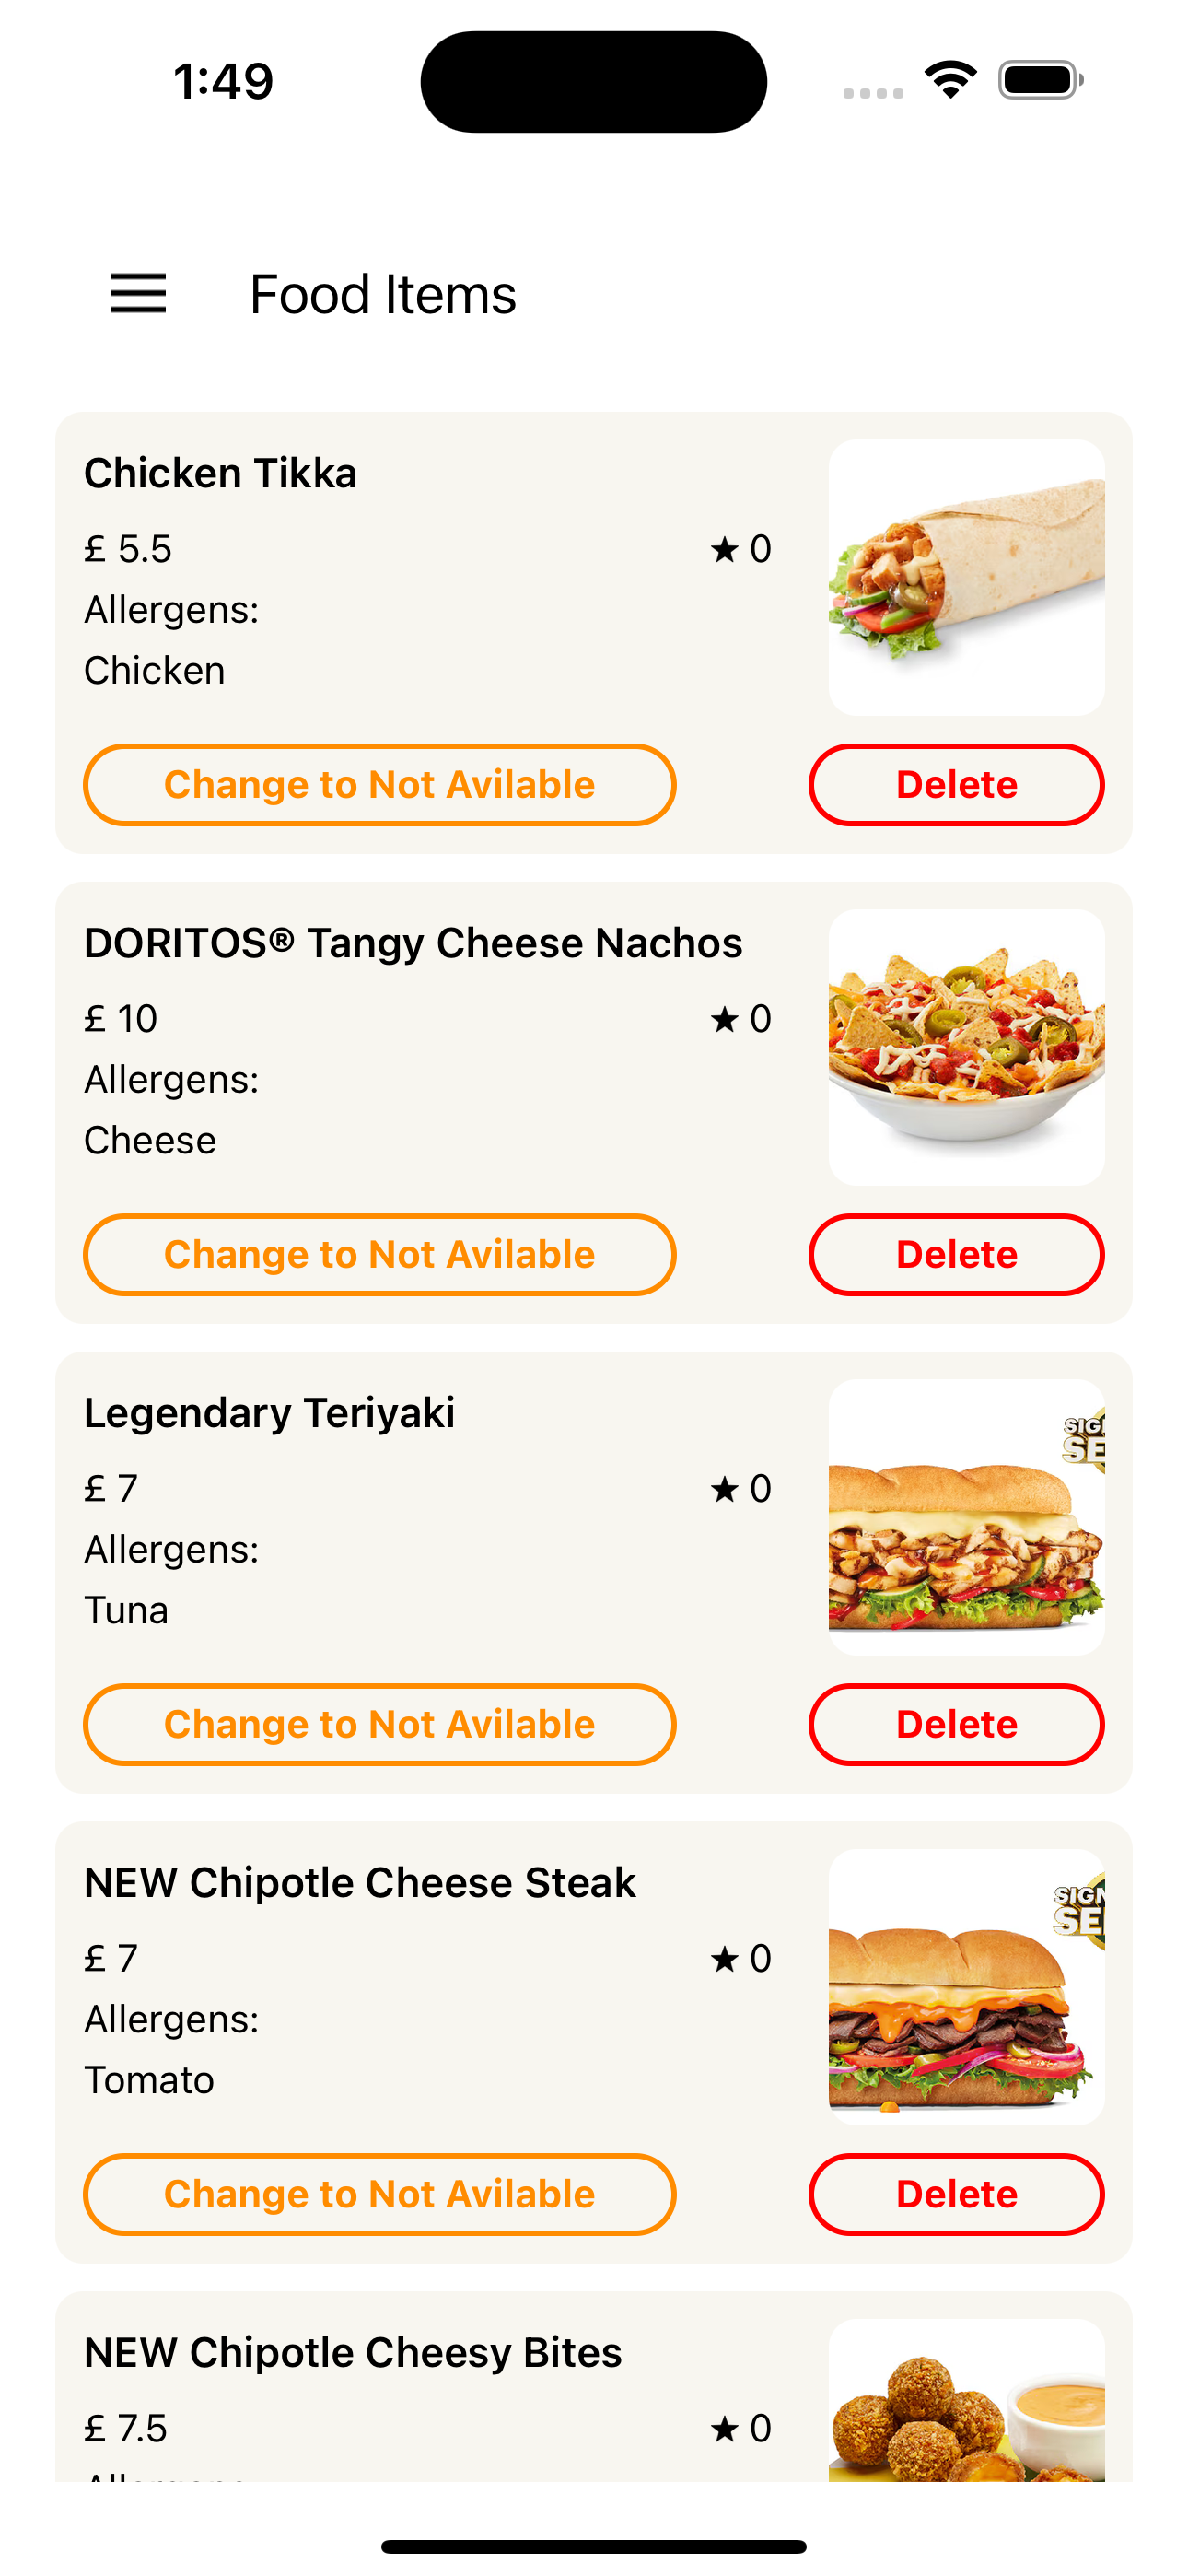 1:49
Food Items
Chicken Tikka
£ 5.5
★ 0
Allergens:
Chicken
Change to Not Avilable
Delete
DORITOS® Tangy Cheese Nachos
£ 10
★ 0
Allergens:
Cheese
Change to Not Avilable
Delete
Legendary Teriyaki
£ 7
★ 0
Allergens:
Tuna
Change to Not Avilable
Delete
NEW Chipotle Cheese Steak
£ 7
★ 0
Allergens:
Tomato
Change to Not Avilable
Delete
NEW Chipotle Cheesy Bites
£ 7.5
★ 0